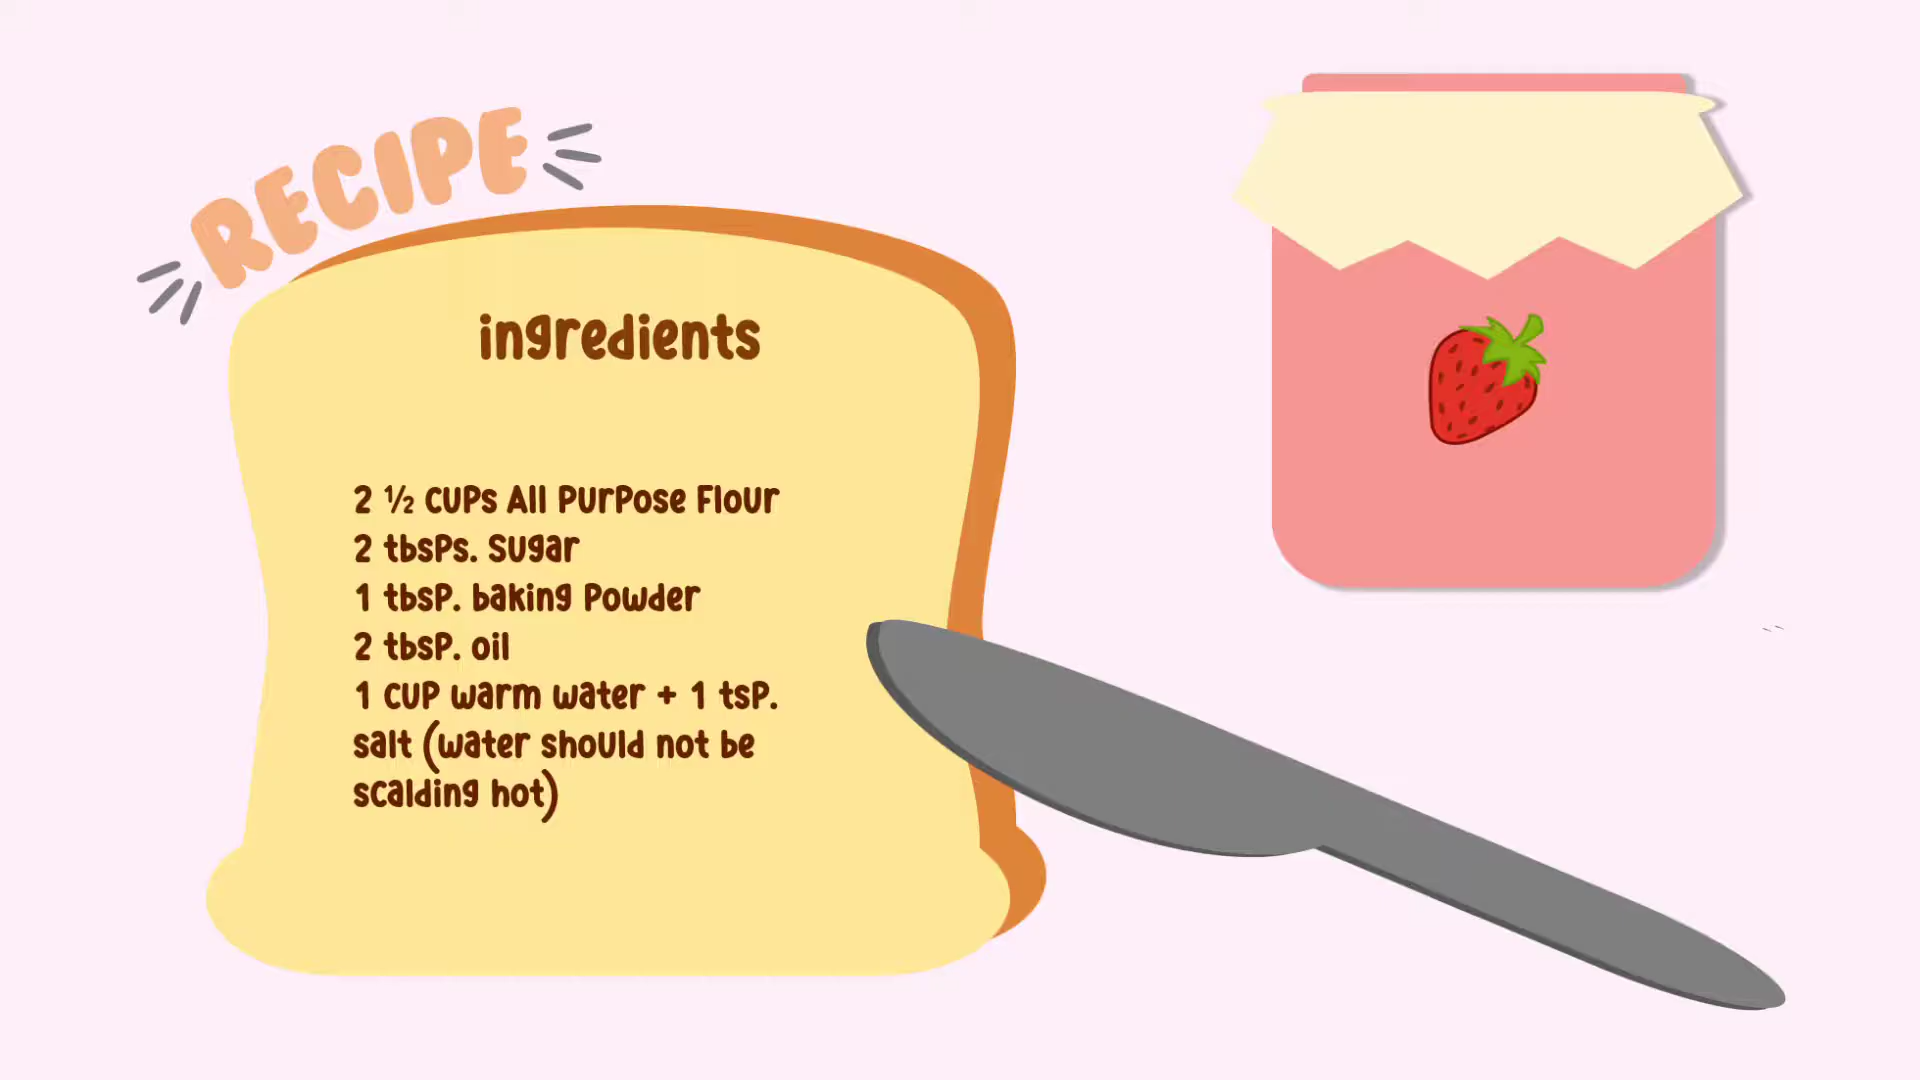 RECIPE
ingredients
2 ½ cups All Purpose Flour
2 tbsps. Sugar
1 tbsp. baking Powder
2 tbsp. oil
1 cup warm water + 1 tsp.
salt (water should not be
scalding hot)